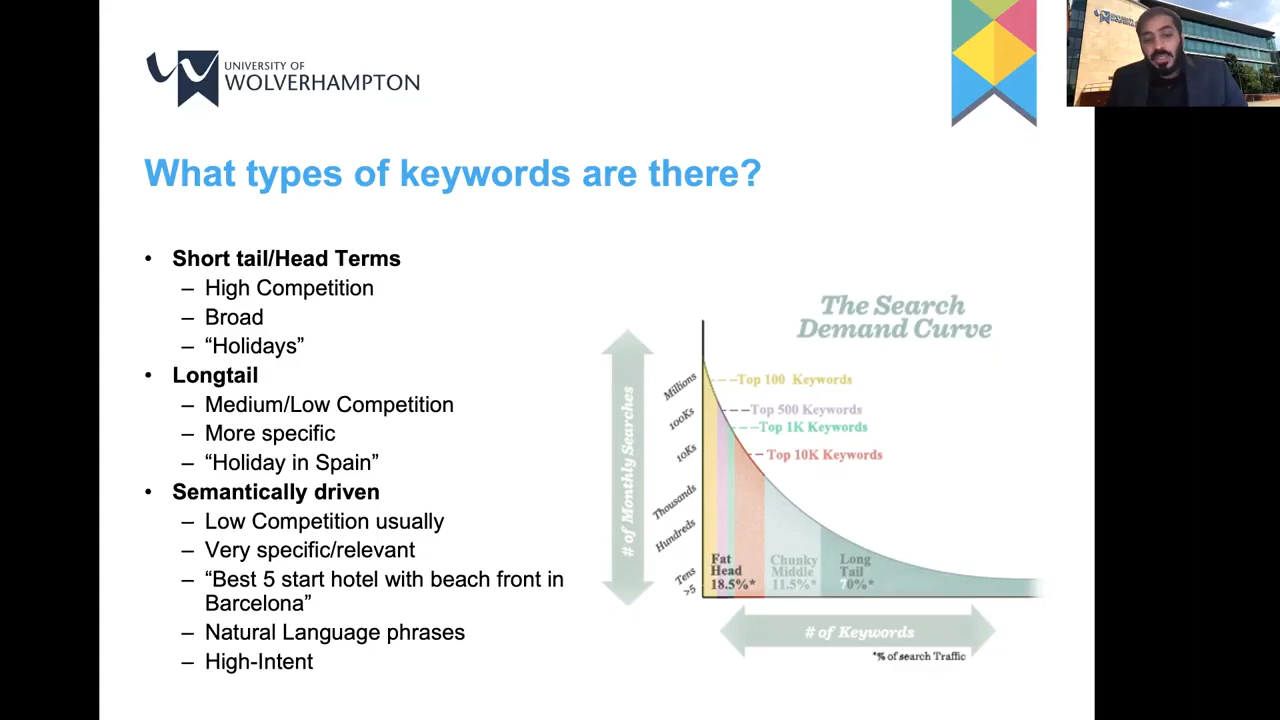 UNIVERSITY OF
WOLVERHAMPTON
What types of keywords are there?
• Short tail/Head Terms
– High Competition
– Broad
– “Holidays”
• Longtail
– Medium/Low Competition
– More specific
– “Holiday in Spain”
• Semantically driven
– Low Competition usually
– Very specific/relevant
– “Best 5 start hotel with beach front in
Barcelona”
– Natural Language phrases
– High-Intent
The Search
Demand Curve
# of Monthly Searches
Millions
100Ks
10Ks
Thousands
Hundreds
Tens
>5
Top 100 Keywords
Top 500 Keywords
Top 1K Keywords
Top 10K Keywords
Fat
Head
18.5%*
Chunky
Middle
11.5%*
Long
Tail
70%*
# of Keywords
*% of search Traffic